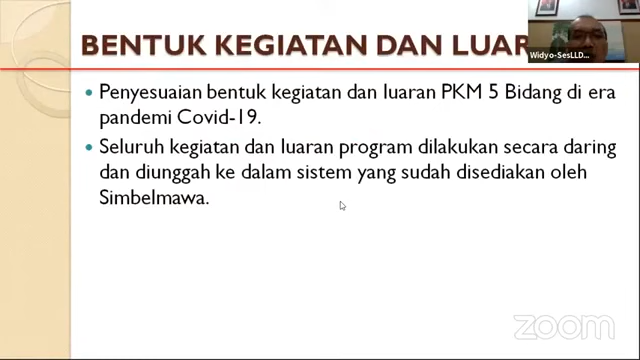 BENTUK KEGIATAN DAN LUAR
Widyo-SesLLD...
• Penyesuaian bentuk kegiatan dan luaran PKM 5 Bidang di era
pandemi Covid-19.
• Seluruh kegiatan dan luaran program dilakukan secara daring
dan diunggah ke dalam sistem yang sudah disediakan oleh
Simbelmawa.
zoom